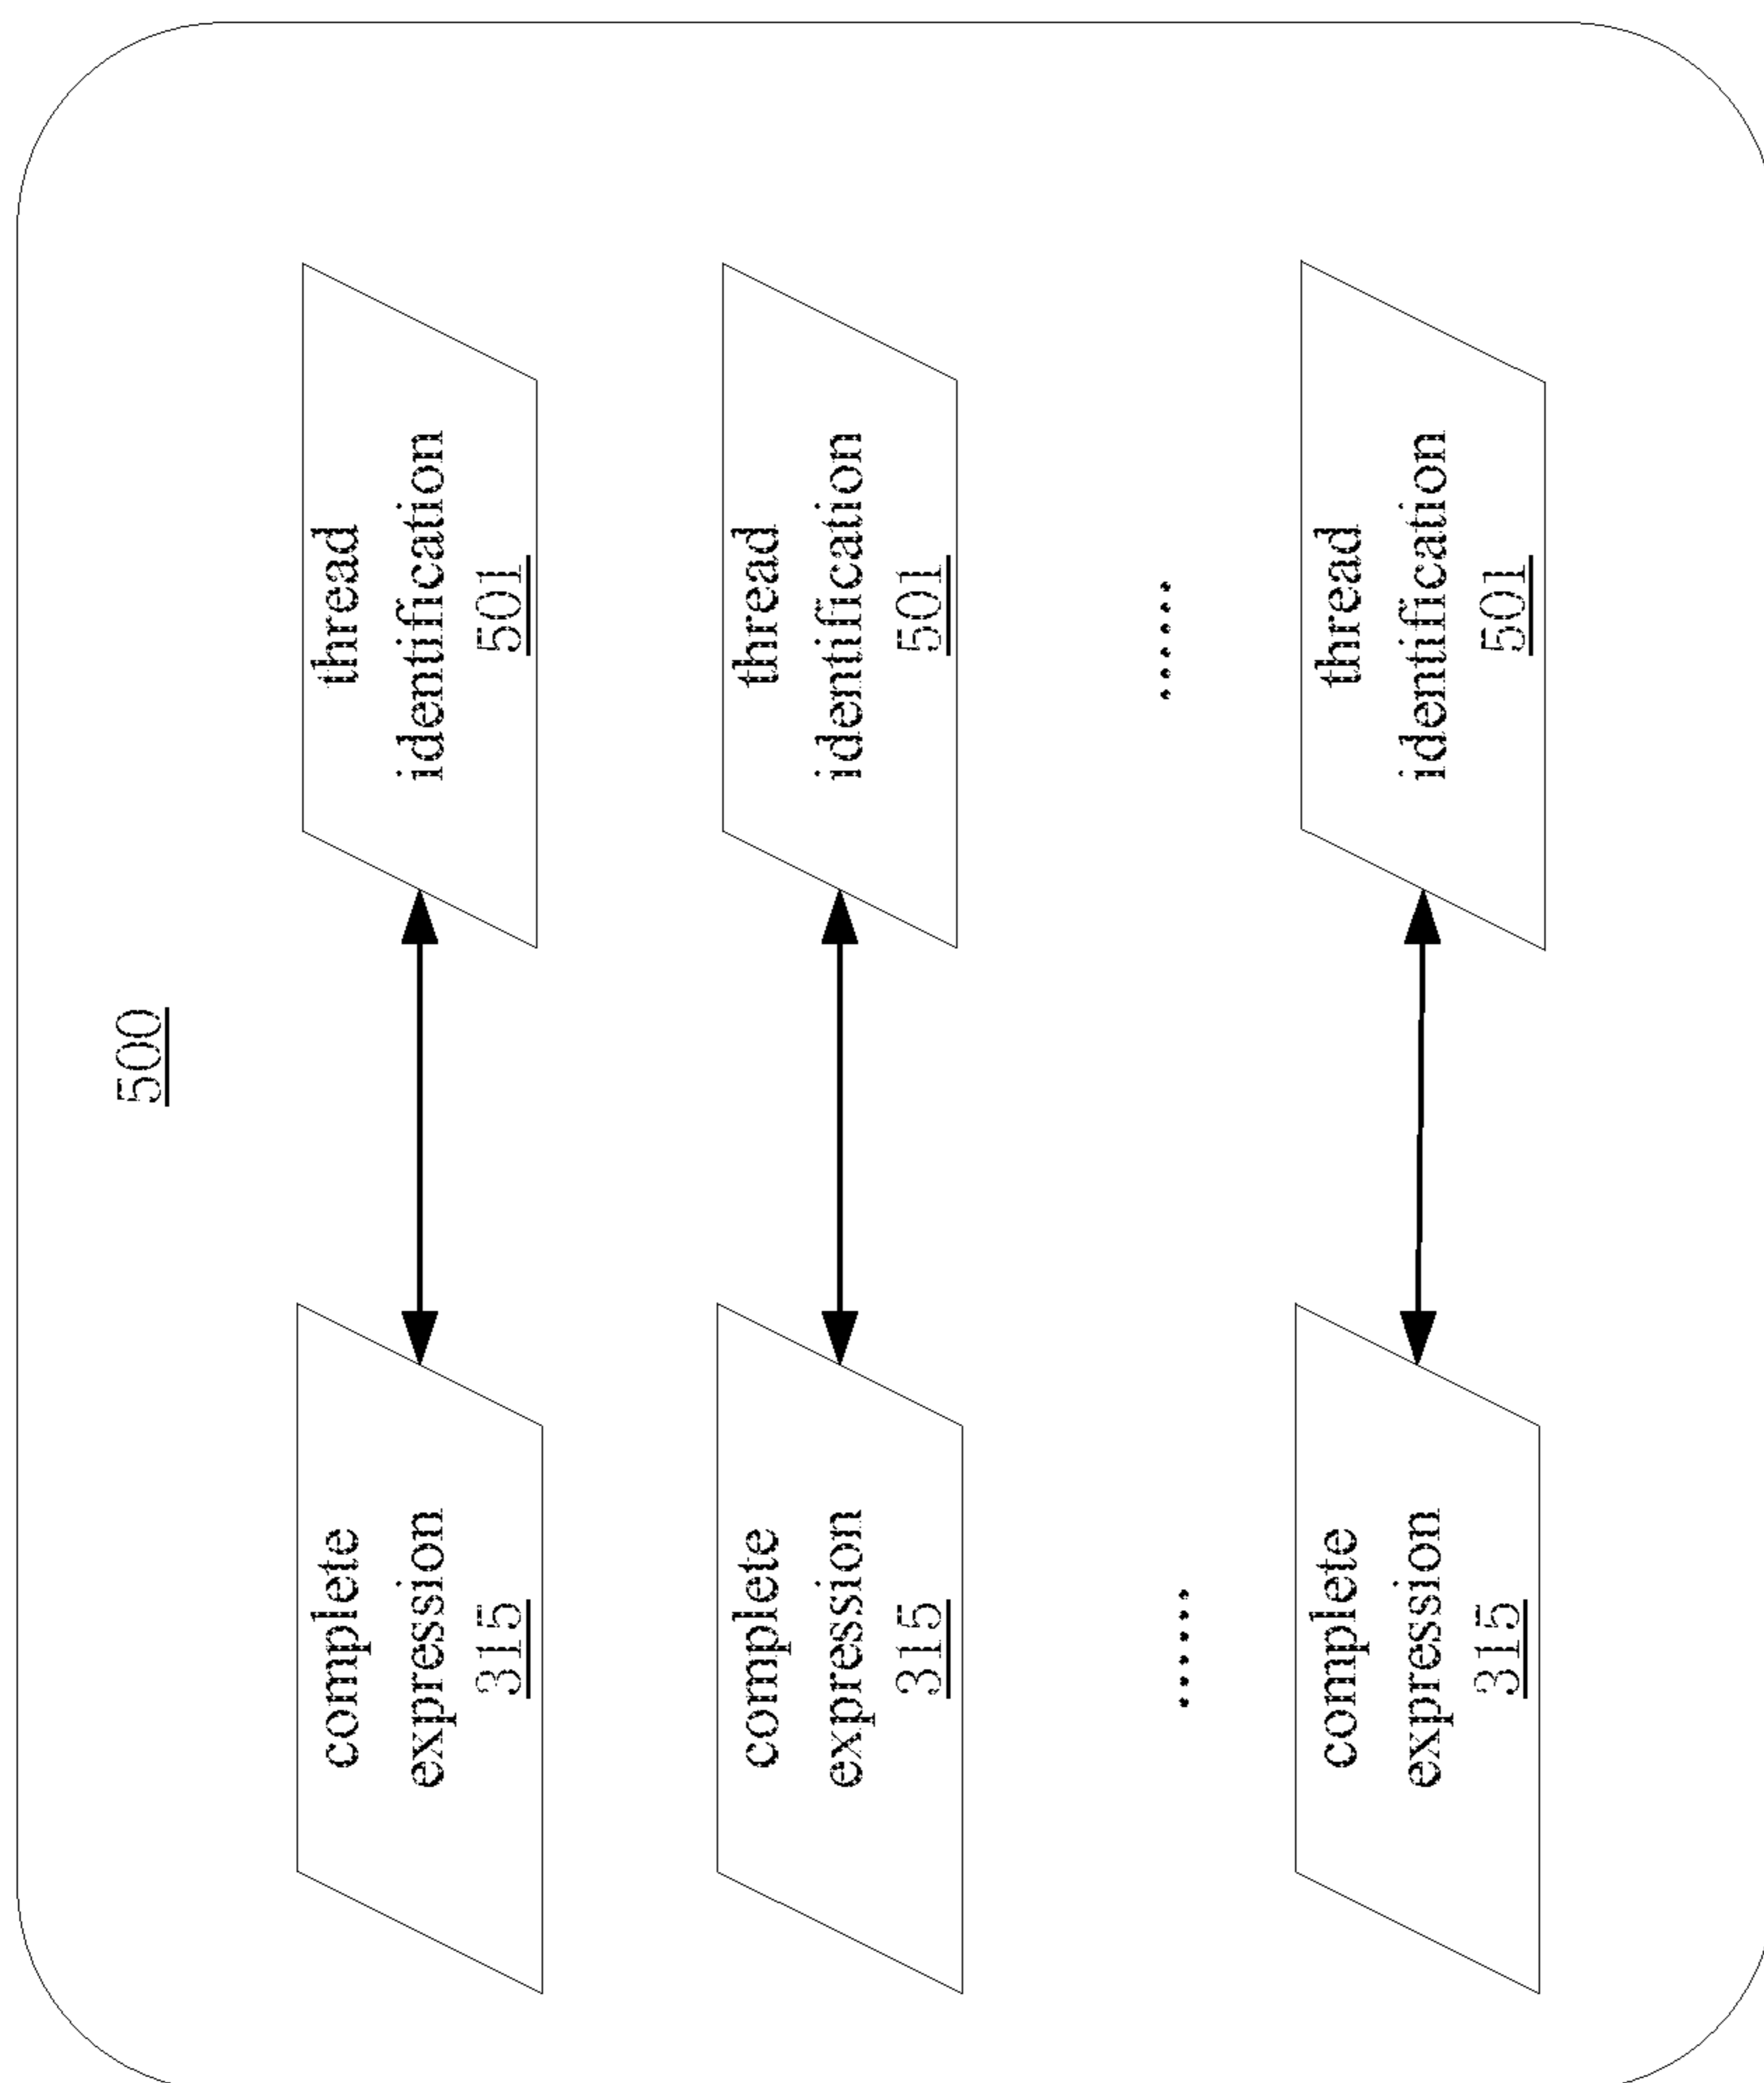 500
complete
expression
315
thread
identification
501
complete
expression
315
thread
identification
501
......
......
complete
expression
315
thread
identification
501